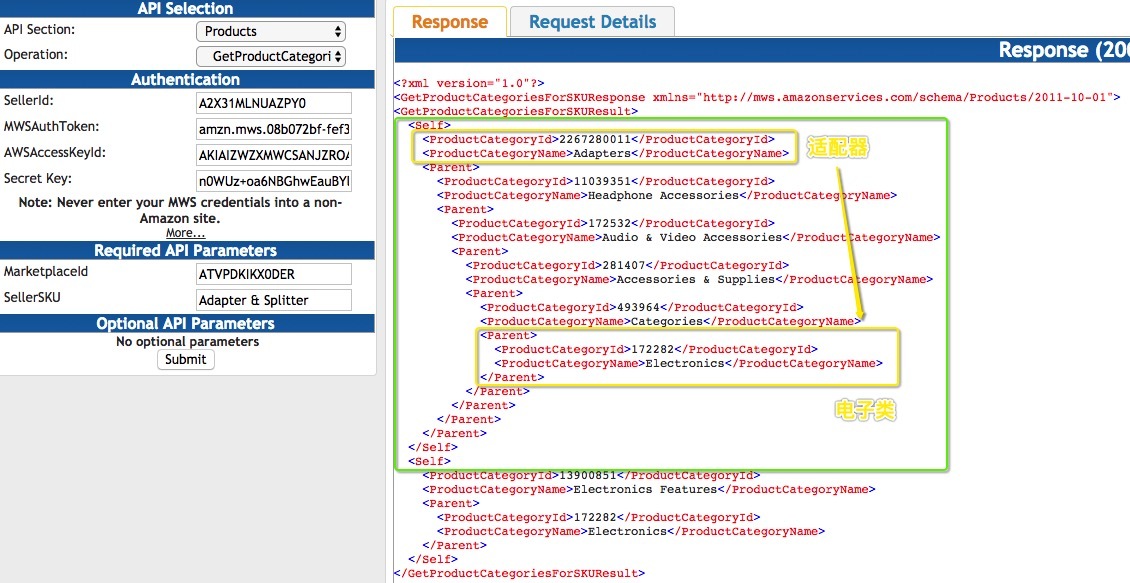 API Selection
API Section:
Products
Operation:
GetProductCategori
Authentication
SellerId:
A2X31MLNUAZPY0
MWSAuthToken:
amzn.mws.08b072bf-fef3
AWSAccessKeyId:
AKIAIZWZXMWCSANJZROA
Secret Key:
n0WUz+oa6NBGhwEauBYI
Note: Never enter your MWS credentials into a non-
Amazon site.
More...
Required API Parameters
MarketplaceId
ATVPDKIKX0DER
SellerSKU
Adapter & Splitter
Optional API Parameters
No optional parameters
Submit
Response
Request Details
Response (200
<?xml version="1.0"?>
<GetProductCategoriesForSKUResponse xmlns="http://mws.amazonservices.com/schema/Products/2011-10-01">
<GetProductCategoriesForSKUResult>
<Self>
<ProductCategoryId>2267280011</ProductCategoryId>
<ProductCategoryName>Adapters</ProductCategoryName>
适配器
<Parent>
<ProductCategoryId>11039351</ProductCategoryId>
<ProductCategoryName>Headphone Accessories</ProductCategoryName>
<Parent>
<ProductCategoryId>172532</ProductCategoryId>
<ProductCategoryName>Audio & Video Accessories</ProductCategoryName>
<Parent>
<ProductCategoryId>281407</ProductCategoryId>
<ProductCategoryName>Accessories & Supplies</ProductCategoryName>
<Parent>
<ProductCategoryId>493964</ProductCategoryId>
<ProductCategoryName>Categories</ProductCategoryName>
<Parent>
<ProductCategoryId>172282</ProductCategoryId>
<ProductCategoryName>Electronics</ProductCategoryName>
</Parent>
</Parent>
</Parent>
电子类
</Parent>
</Parent>
</Self>
<Self>
<ProductCategoryId>13900851</ProductCategoryId>
<ProductCategoryName>Electronics Features</ProductCategoryName>
<Parent>
<ProductCategoryId>172282</ProductCategoryId>
<ProductCategoryName>Electronics</ProductCategoryName>
</Parent>
</Self>
</GetProductCategoriesForSKUResult>